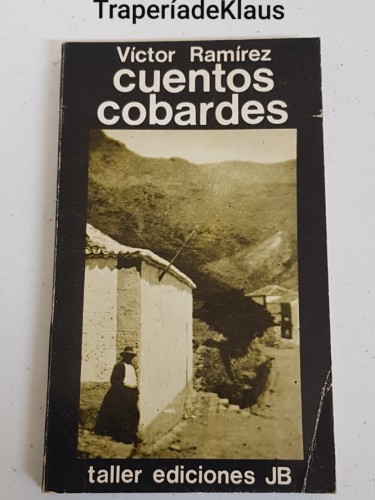 TraperíadeKlaus
Víctor Ramírez
cuentos
cobardes
taller ediciones JB